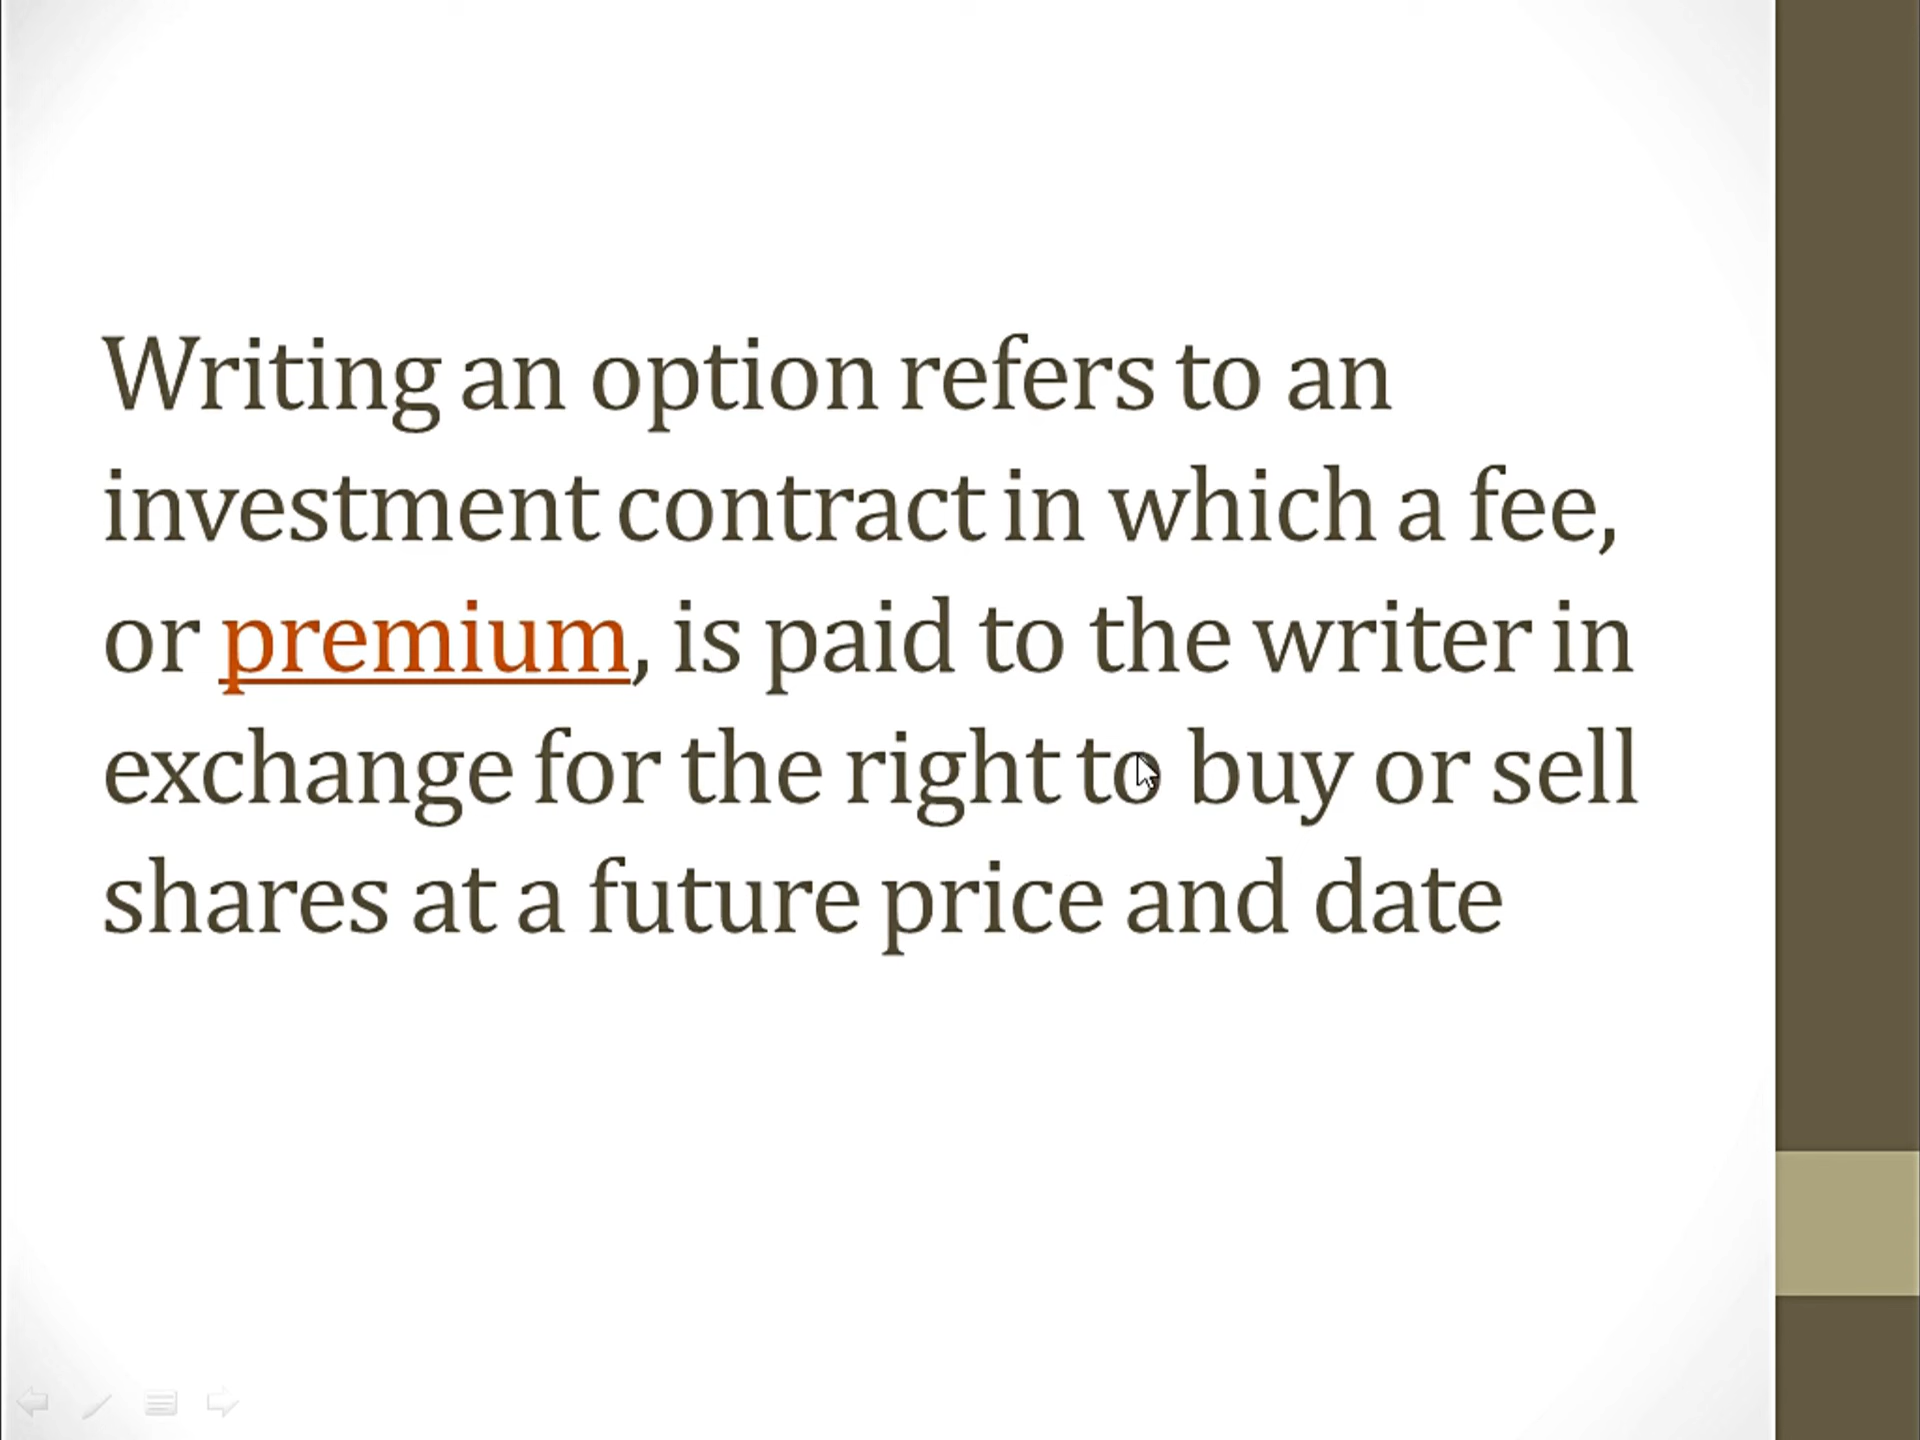 Writing an option refers to an
investment contract in which a fee,
or premium, is paid to the writer in
exchange for the right to buy or sell
shares at a future price and date